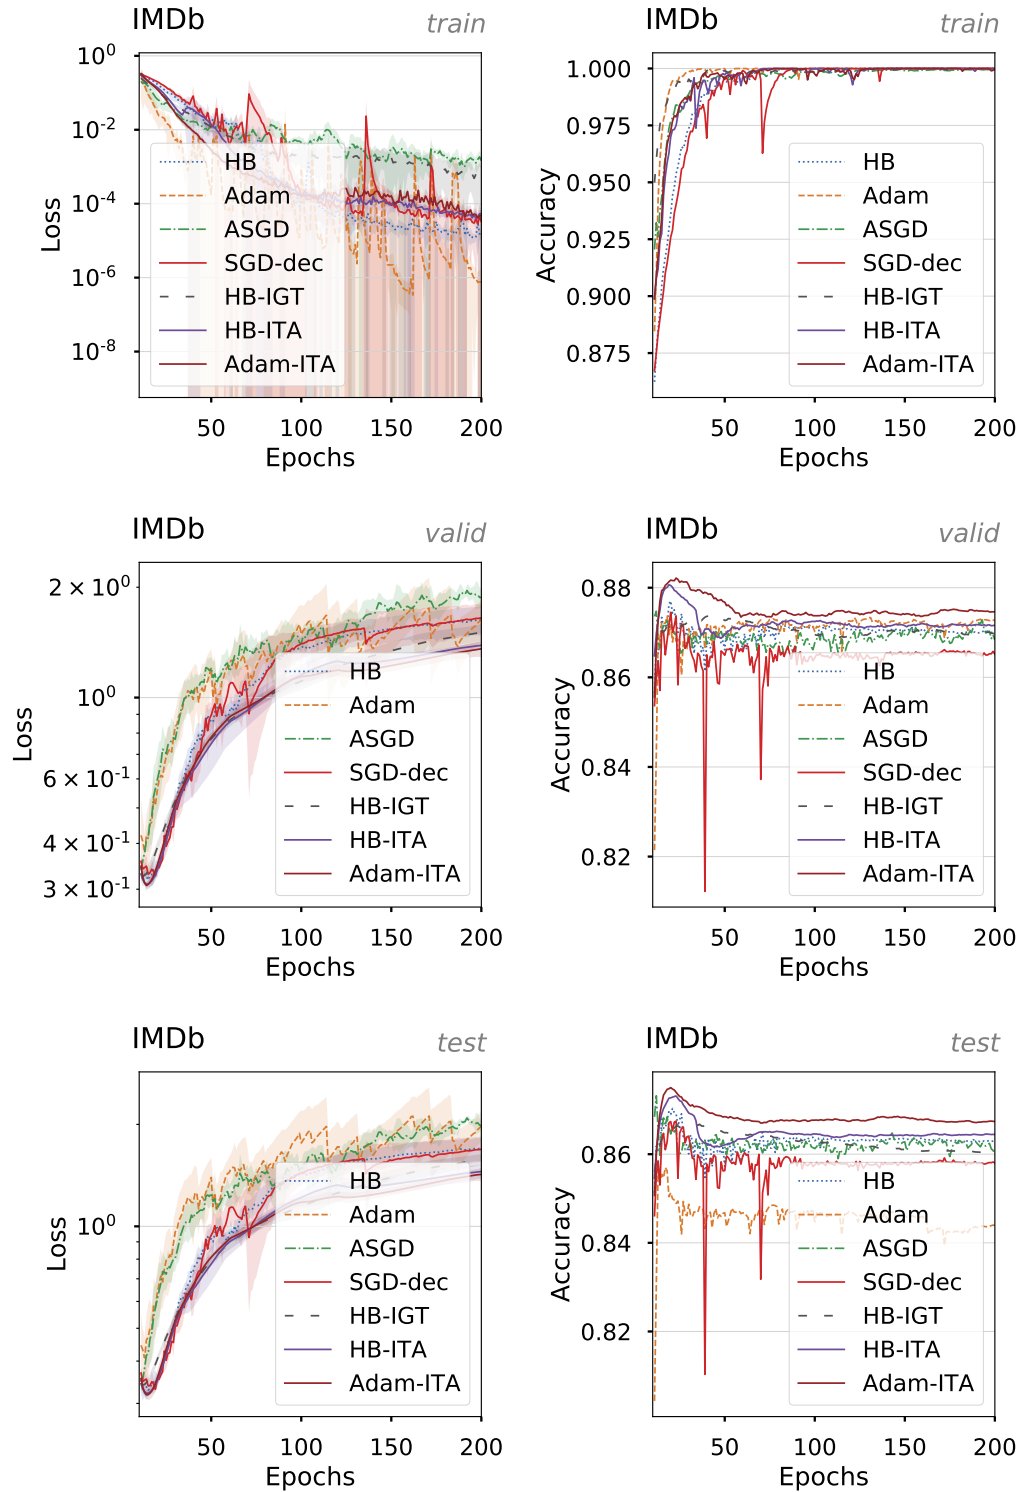 IMDb train
10^0
10^-2
10^-4
10^-6
10^-8
Loss
HB
Adam
ASGD
SGD-dec
HB-IGT
HB-ITA
Adam-ITA
50 100 150 200
Epochs
IMDb train
1.000
0.975
0.950
0.925
0.900
0.875
Accuracy
HB
Adam
ASGD
SGD-dec
HB-IGT
HB-ITA
Adam-ITA
50 100 150 200
Epochs
IMDb valid
2 × 10^0
10^0
6 × 10^-1
4 × 10^-1
3 × 10^-1
Loss
HB
Adam
ASGD
SGD-dec
HB-IGT
HB-ITA
Adam-ITA
50 100 150 200
Epochs
IMDb valid
0.88
0.86
0.84
0.82
Accuracy
HB
Adam
ASGD
SGD-dec
HB-IGT
HB-ITA
Adam-ITA
50 100 150 200
Epochs
IMDb test
10^0
Loss
HB
Adam
ASGD
SGD-dec
HB-IGT
HB-ITA
Adam-ITA
50 100 150 200
Epochs
IMDb test
0.86
0.84
0.82
Accuracy
HB
Adam
ASGD
SGD-dec
HB-IGT
HB-ITA
Adam-ITA
50 100 150 200
Epochs